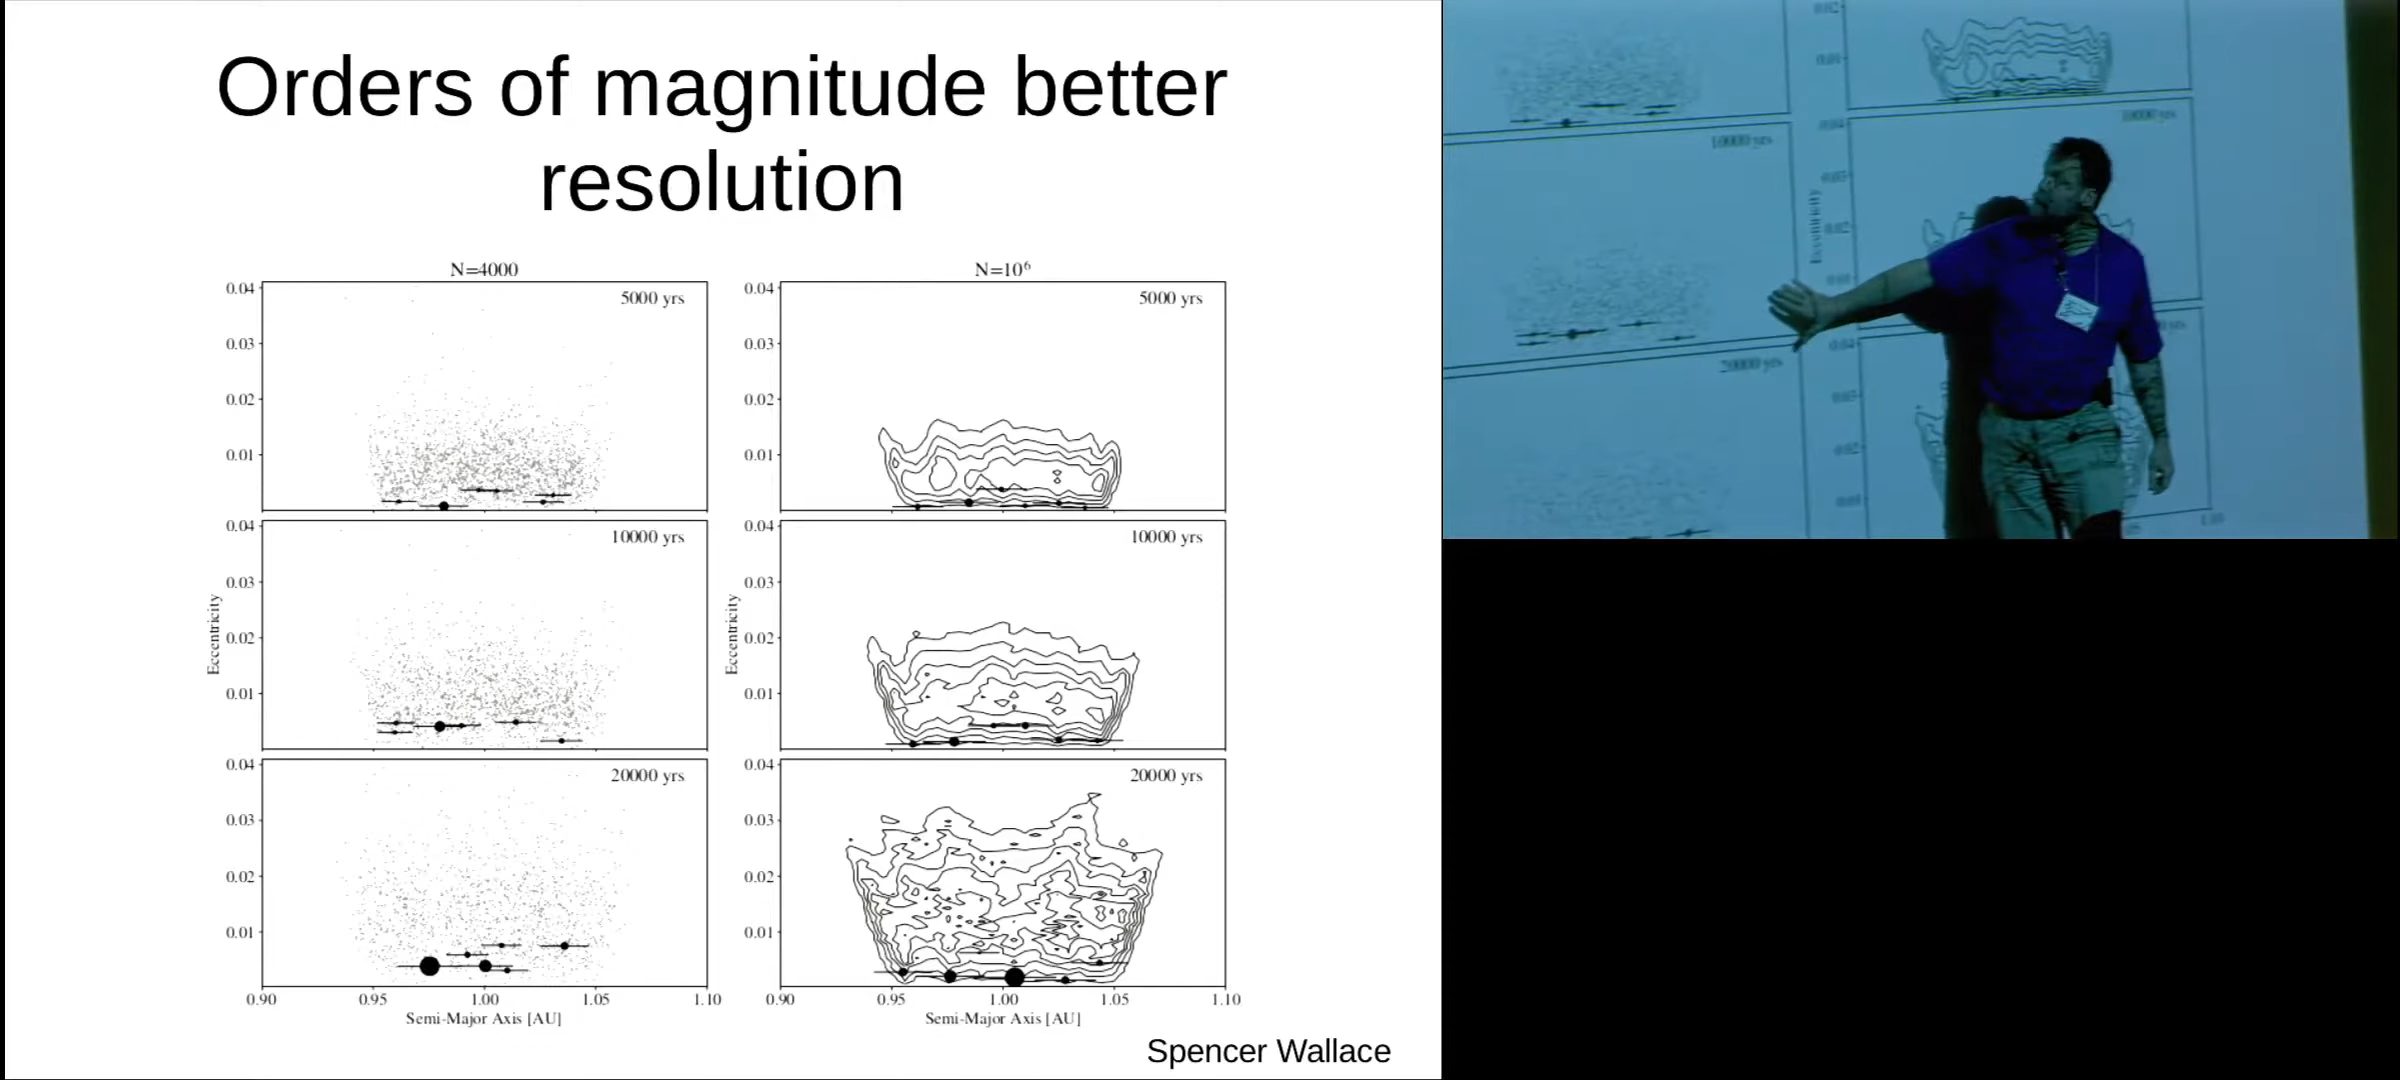 Orders of magnitude better
resolution
N=4000
N=10⁶
0.04
5000 yrs
0.03
0.02
0.01
0.04
5000 yrs
0.03
0.02
0.01
0.04
10000 yrs
0.03
0.02
0.01
Eccentricity
0.04
10000 yrs
0.03
0.02
0.01
Eccentricity
0.04
20000 yrs
0.03
0.02
0.01
0.90 0.95 1.00 1.05 1.10
Semi-Major Axis [AU]
0.04
20000 yrs
0.03
0.02
0.01
0.90 0.95 1.00 1.05 1.10
Semi-Major Axis [AU]
Spencer Wallace
10000 yrs
20000 yrs
Eccentricity